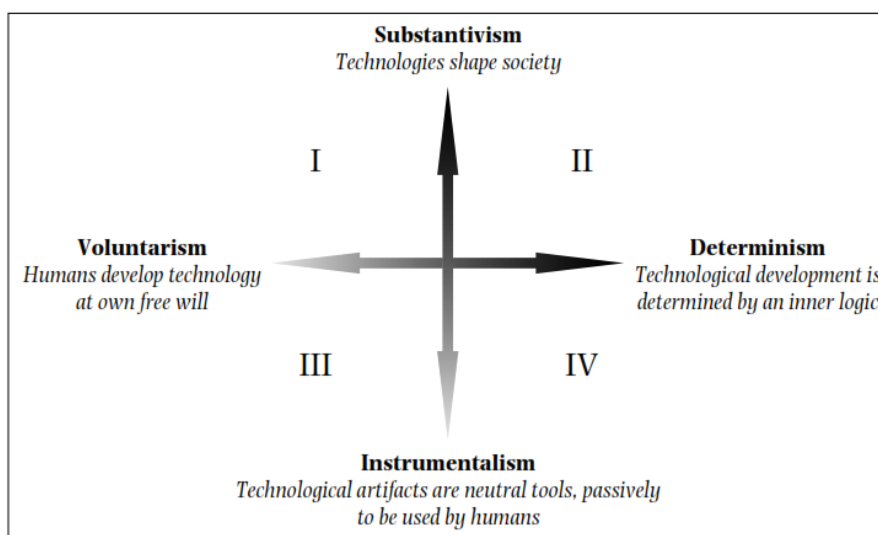 Substantivism
Technologies shape society
I
II
Voluntarism
Humans develop technology
at own free will
Determinism
Technological development is
determined by an inner logic
III
IV
Instrumentalism
Technological artifacts are neutral tools, passively
to be used by humans